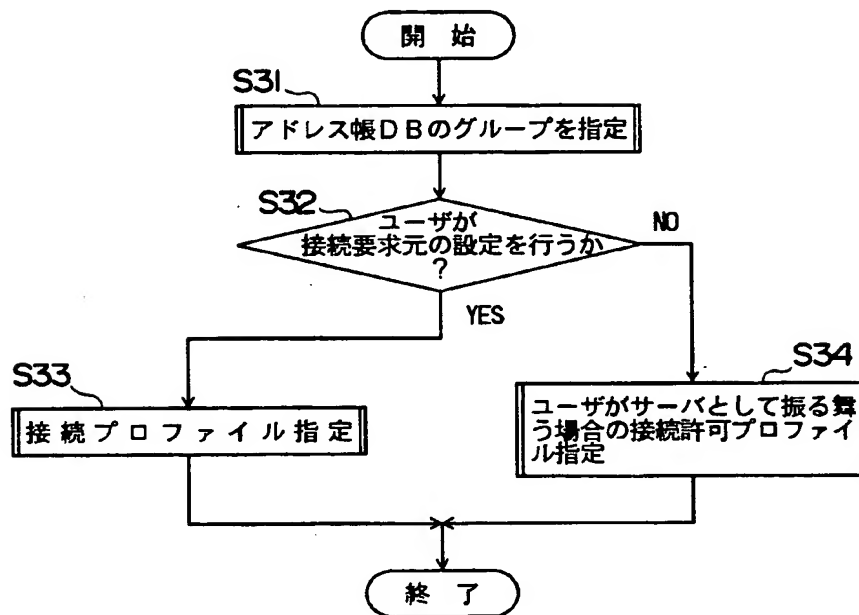 開 始
S31
アドレス帳DBのグループを指定
S32
ユーザが
接続要求元の設定を行うか
?
NO
YES
S33
接続プロファイル指定
S34
ユーザがサーバとして振る舞
う場合の接続許可プロファイ
ル指定
終 了